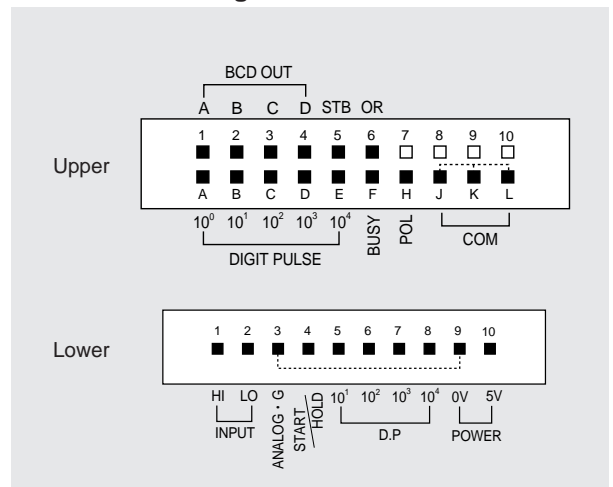 BCD OUT
A B C D STB OR
1 2 3 4 5 6 7 8 9 10
Upper
A B C D E F H J K L
10⁰ 10¹ 10² 10³ 10⁴ BUSY POL COM
DIGIT PULSE
1 2 3 4 5 6 7 8 9 10
Lower
HI LO ANALOG・G START/HOLD 10¹ 10² 10³ 10⁴ 0V 5V
INPUT D.P POWER